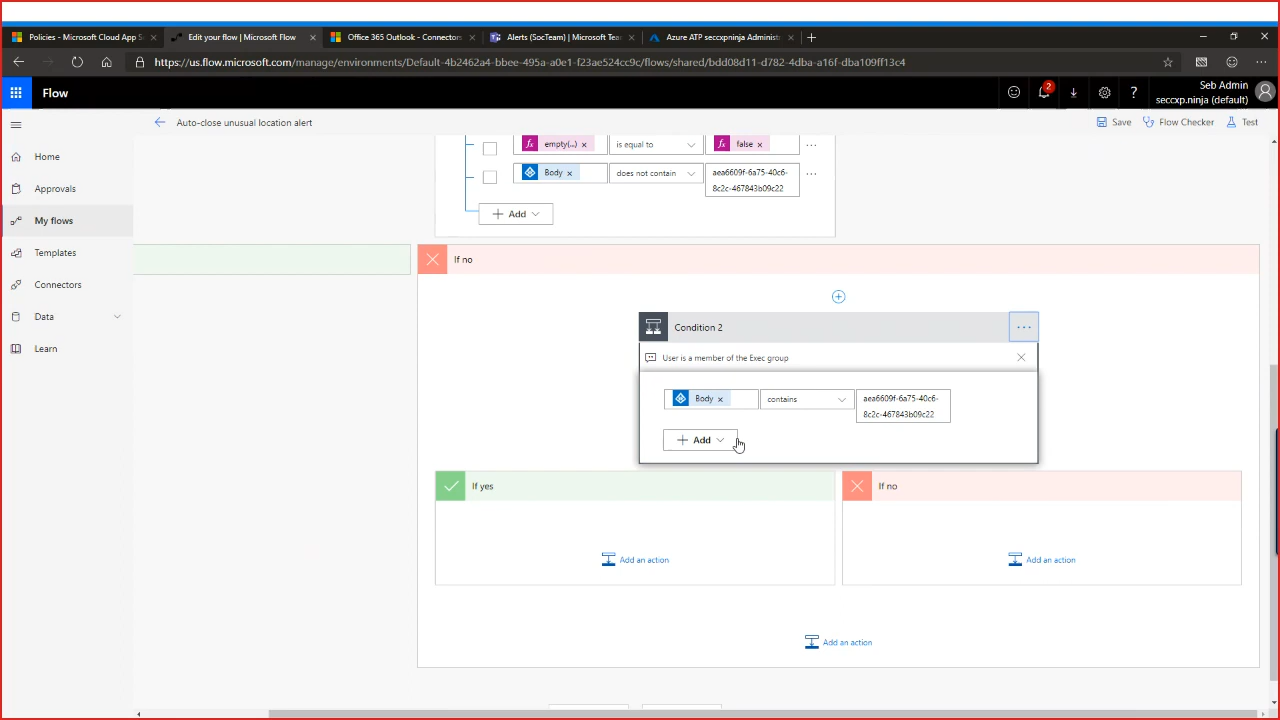 Policies - Microsoft Cloud App S
Edit your flow | Microsoft Flow
Office 365 Outlook - Connectors
Alerts (SocTeam) | Microsoft Tea
Azure ATP seccxpninja Administra
https://us.flow.microsoft.com/manage/environments/Default-4b2462a4-bbee-495a-a0e1-f23ae524cc9c/flows/shared/bdd08d11-d782-4dba-a16f-dba109ff13c4
Flow
2
?
Seb Admin
seccxp.ninja (default)
Auto-close unusual location alert
Save
Flow Checker
Test
Home
Approvals
My flows
Templates
Connectors
Data
Learn
empty(...) is equal to false
Body does not contain aea6609f-6a75-40c6-
8c2c-467843b09c22
Add
If no
Condition 2
User is a member of the Exec group
Body contains aea6609f-6a75-40c6-
8c2c-467843b09c22
Add
If yes
If no
Add an action
Add an action
Add an action